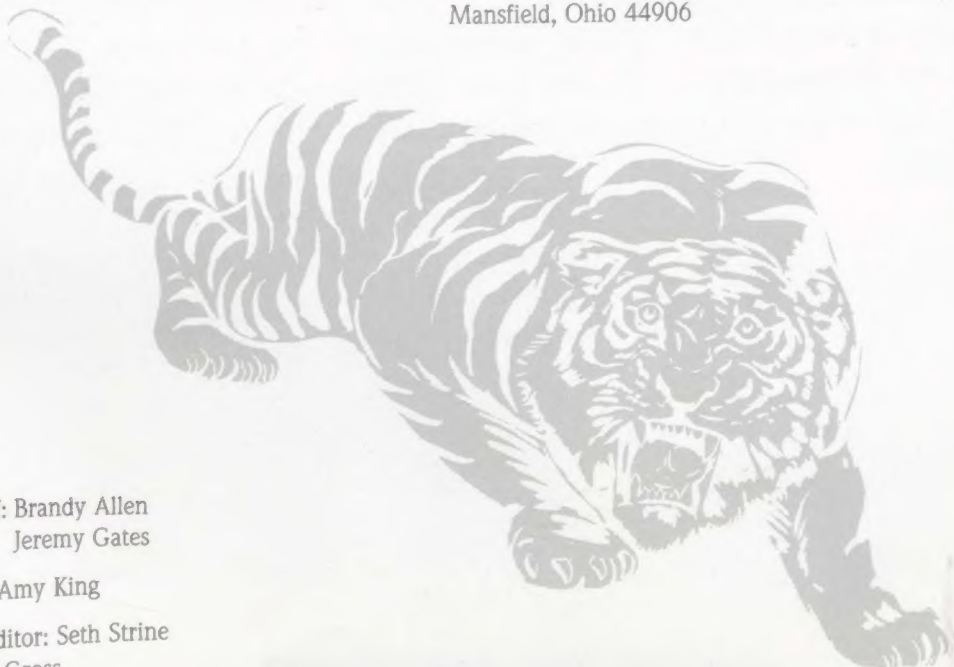 Mansfield, Ohio 44906
: Brandy Allen
Jeremy Gates
Amy King
ditor: Seth Strine